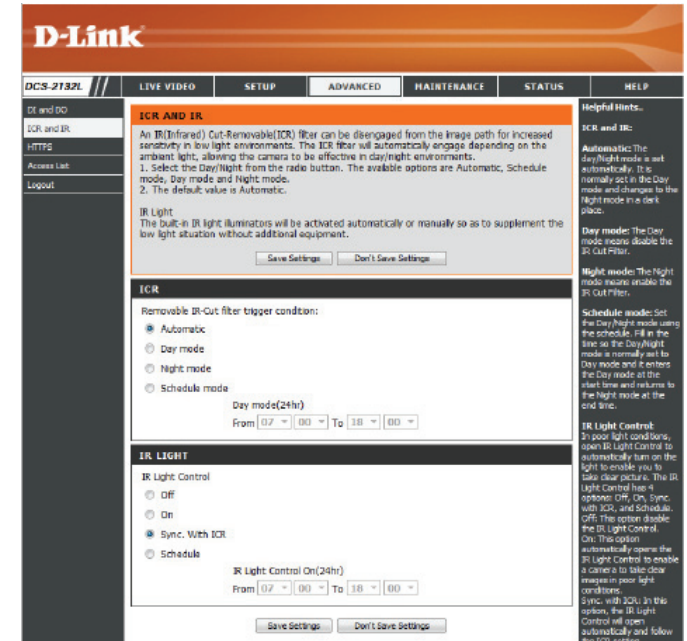 D-Link
DCS-2132L // LIVE VIDEO SETUP ADVANCED MAINTENANCE STATUS HELP
DI and DO
ICR and IR
HTTPS
Access List
Logout
ICR AND IR
An IR(Infrared) Cut-Removable(ICR) filter can be disengaged from the image path for increased
sensitivity in low light environments. The ICR filter will automatically engage depending on the
ambient light, allowing the camera to be effective in day/night environments.
1. Select the Day/Night from the radio button. The available options are Automatic, Schedule
mode, Day mode and Night mode.
2. The default value is Automatic.
IR Light
The built-in IR light illuminators will be activated automatically or manually so as to supplement the
low light situation without additional equipment.
Save Settings Don't Save Settings
ICR
Removable IR-Cut filter trigger condition:
Automatic
Day mode
Night mode
Schedule mode
Day mode(24hr)
From 07 00 To 18 00
IR LIGHT
IR Light Control
Off
On
Sync. With ICR
Schedule
IR Light Control On(24hr)
From 07 00 To 18 00
Save Settings Don't Save Settings
Helpful Hints..
ICR and IR:
Automatic: The
day/Night mode is set
automatically. It is
normally set in the Day
mode and changes to the
Night mode in a dark
place.
Day mode: The Day
mode means disable the
IR Cut Filter.
Night mode: The Night
mode means enable the
IR Cut Filter.
Schedule mode: Set
the Day/Night mode using
the schedule. Fill in the
time so the Day/Night
mode is normally set to
Day mode and it enters
the Day mode at the
start time and returns to
the Night mode at the
end time.
IR Light Control:
In poor light conditions,
open IR Light Control to
automatically turn on the
light to enable you to
take clear picture. The IR
Light Control has 4
options: Off, On, Sync.
with ICR, and Schedule.
Off: This option disable
the IR Light Control.
On: This option
automatically opens the
IR Light Control to enable
a camera to take clear
images in poor light
conditions.
Sync. with ICR: In this
option, the IR Light
Control will open
automatically and follow
the ICR setting.